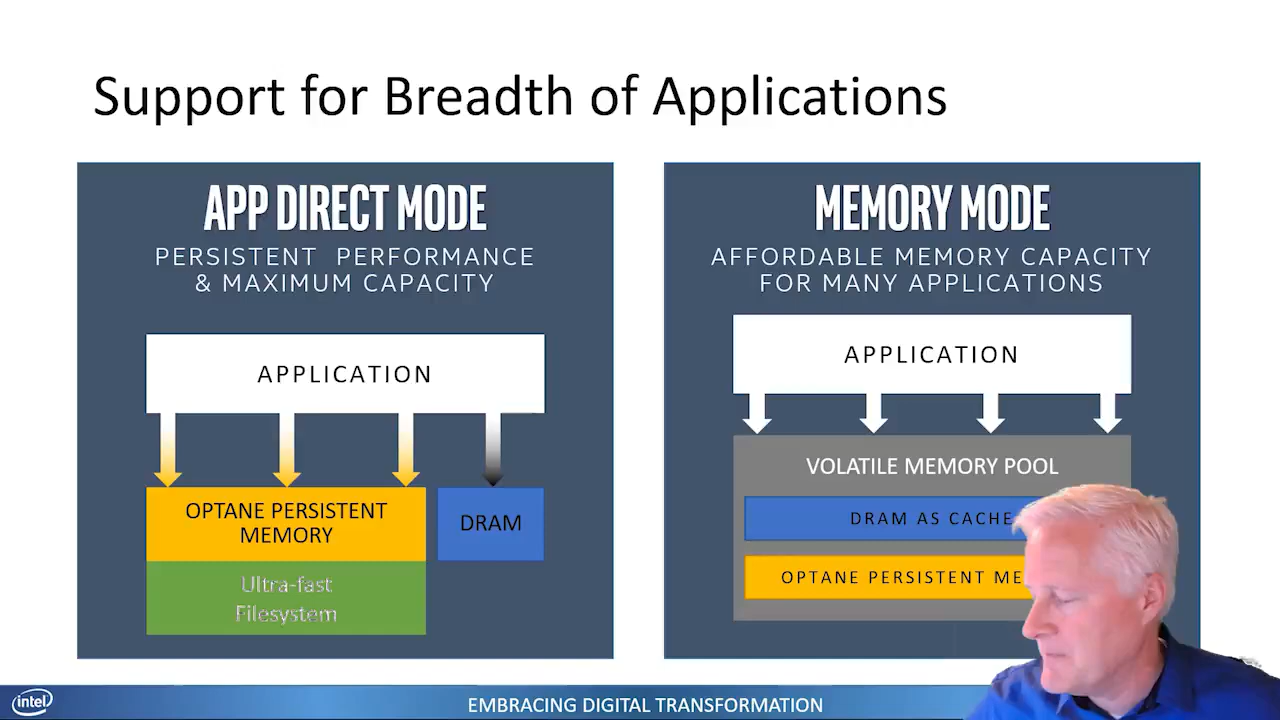 Support for Breadth of Applications
APP DIRECT MODE
PERSISTENT PERFORMANCE
& MAXIMUM CAPACITY
APPLICATION
OPTANE PERSISTENT
MEMORY
DRAM
Ultra-fast
Filesystem
MEMORY MODE
AFFORDABLE MEMORY CAPACITY
FOR MANY APPLICATIONS
APPLICATION
VOLATILE MEMORY POOL
DRAM AS CACHE
OPTANE PERSISTENT ME
intel
EMBRACING DIGITAL TRANSFORMATION